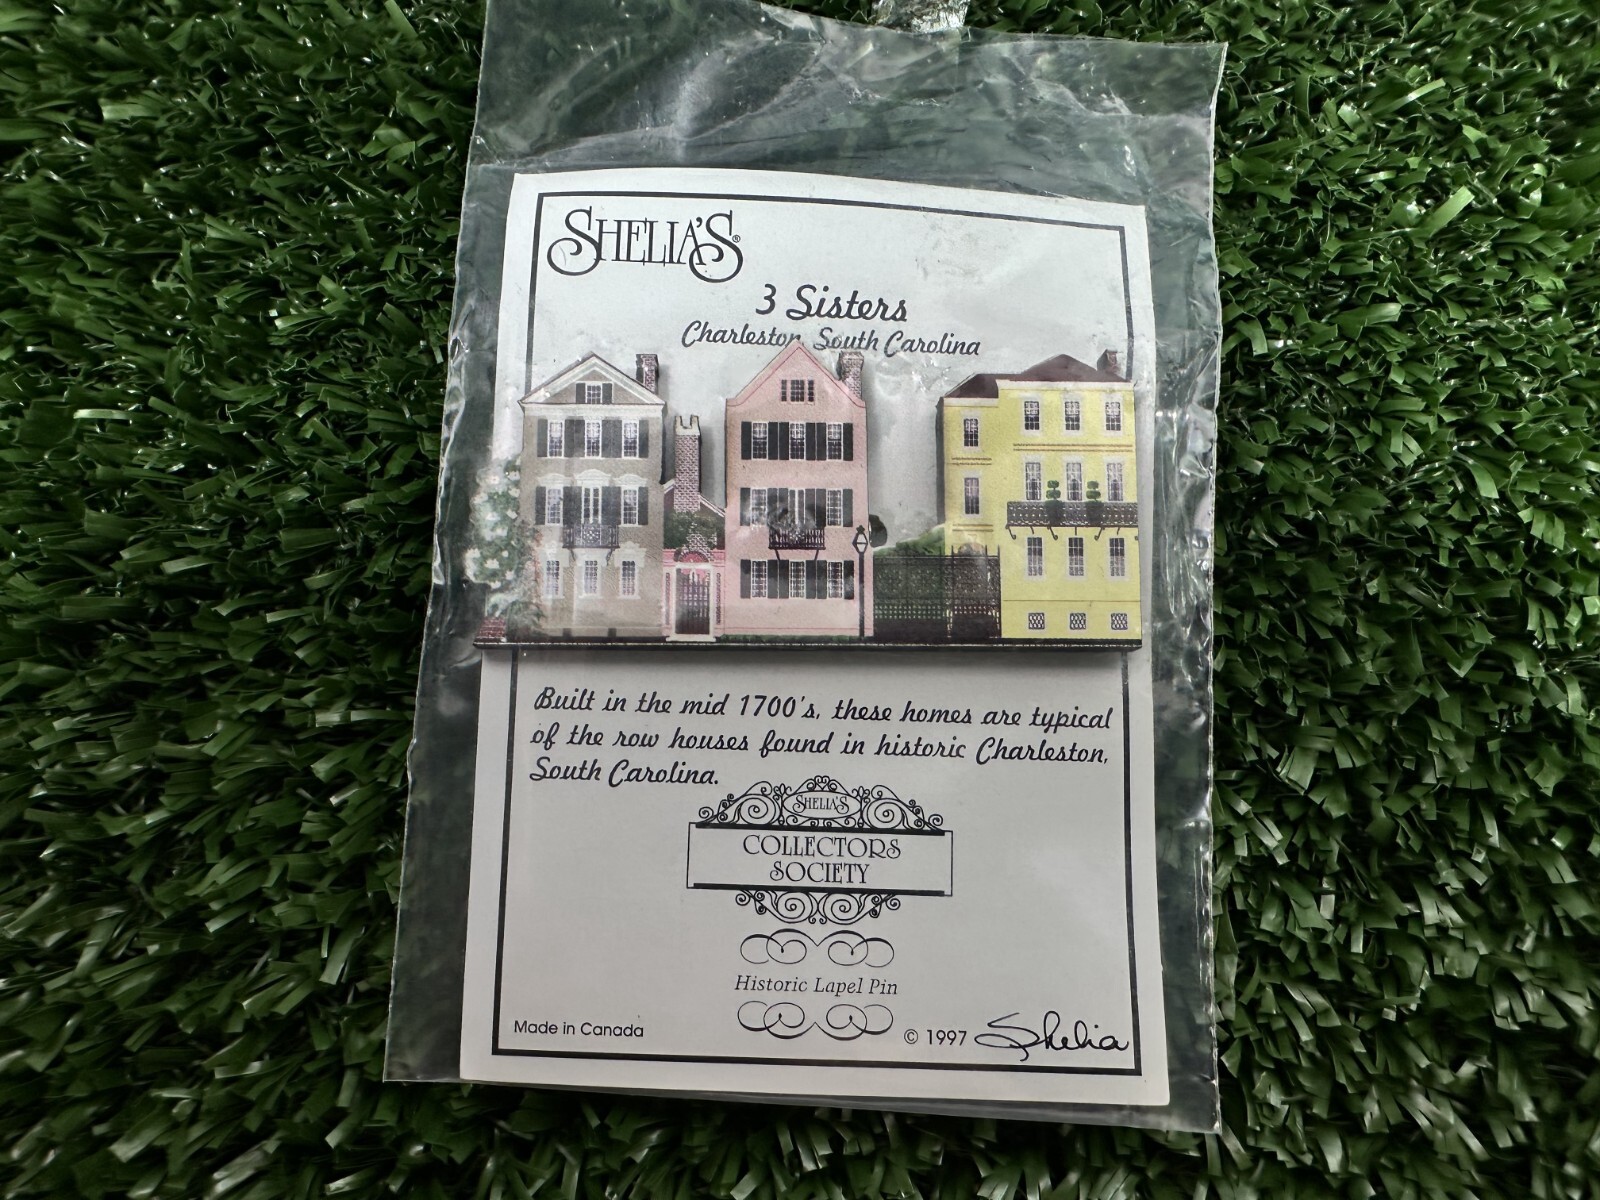 SHELIA'S®
3 Sisters
Charleston, South Carolina
Built in the mid 1700's, these homes are typical
of the row houses found in historic Charleston,
South Carolina.
SHELIA'S
COLLECTORS
SOCIETY
Historic Lapel Pin
Made in Canada
© 1997 Shelia